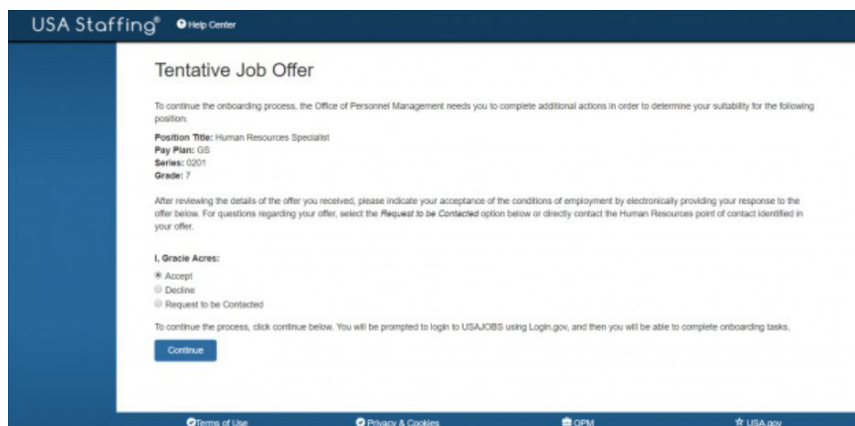 USA Staffing® Help Center
Tentative Job Offer
To continue the onboarding process, the Office of Personnel Management needs you to complete additional actions in order to determine your suitability for the following
position:
Position Title: Human Resources Specialist
Pay Plan: GS
Series: 0201
Grade: 7
After reviewing the details of the offer you received, please indicate your acceptance of the conditions of employment by electronically providing your response to the
offer below. For questions regarding your offer, select the Request to be Contacted option below or directly contact the Human Resources point of contact identified in
your offer.
I, Gracie Acres:
Accept
Decline
Request to be Contacted
To continue the process, click continue below. You will be prompted to login to USAJOBS using Login.gov, and then you will be able to complete onboarding tasks.
Continue
Terms of Use Privacy & Cookies OPM USA.gov